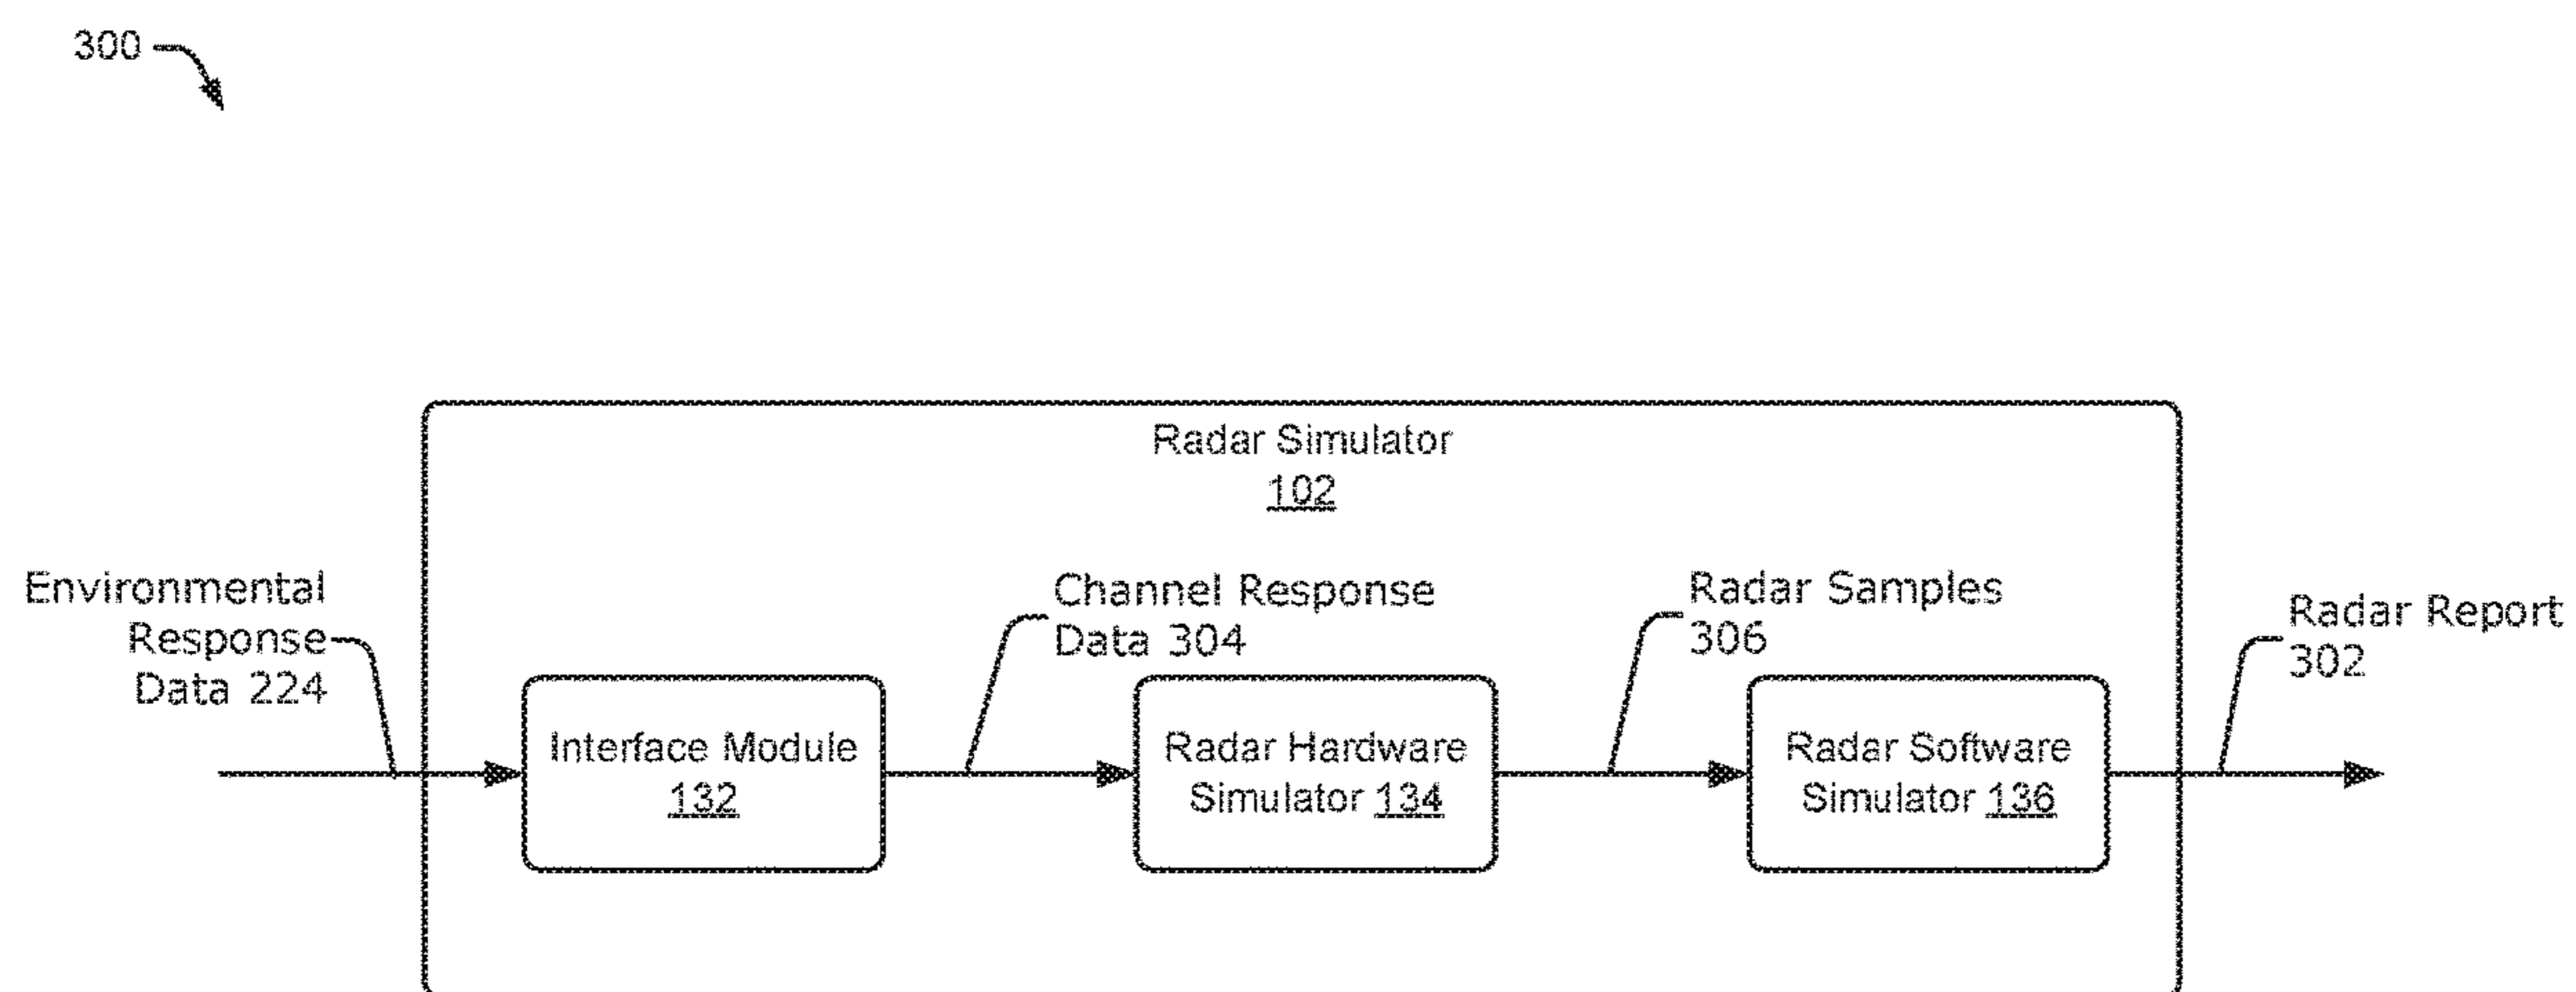 300
Radar Simulator
102
Environmental
Response
Data 224
Channel Response
Data 304
Radar Samples
306
Radar Report
302
Interface Module
132
Radar Hardware
Simulator 134
Radar Software
Simulator 136